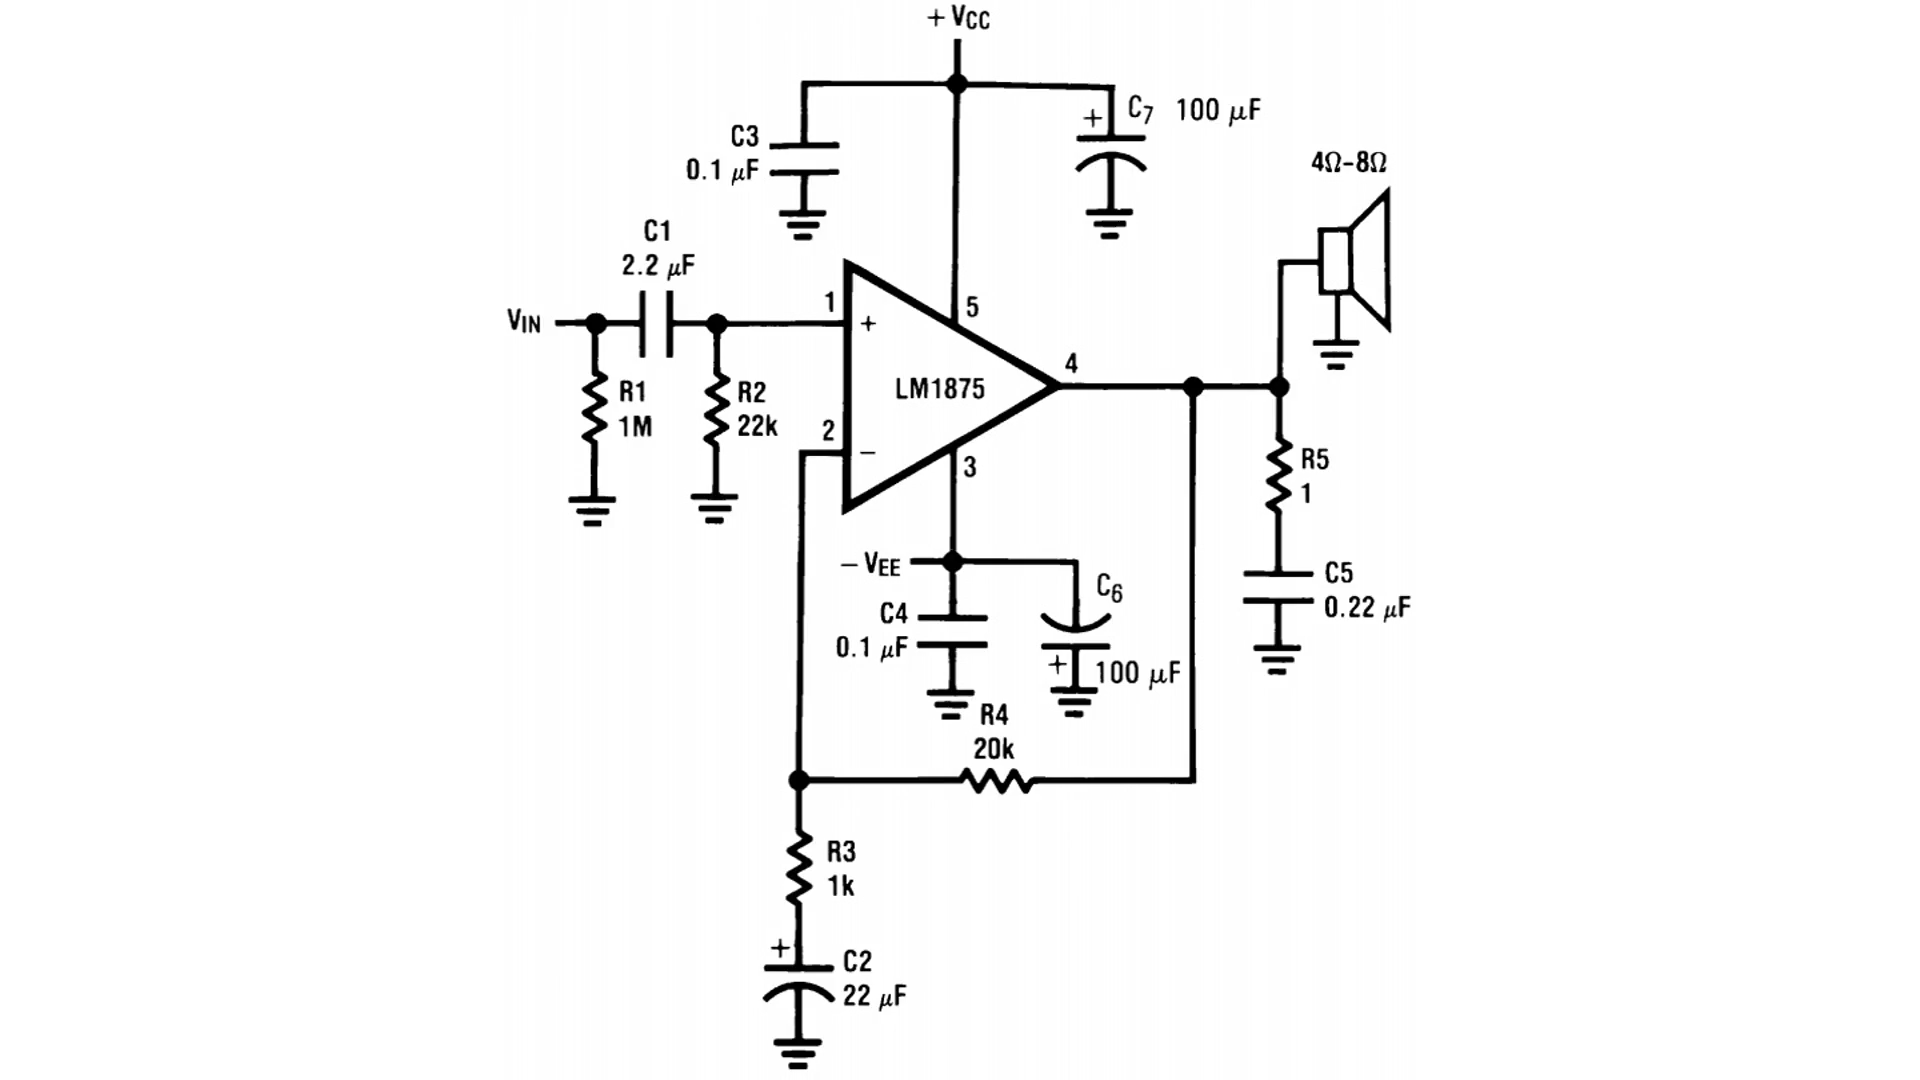 + VCC
C3
0.1 μF
+
C7 100 μF
4Ω-8Ω
C1
2.2 μF
VIN
1
+
5
R1
1M
R2
22k
LM1875
4
2
−
3
R5
1
− VEE
C4
0.1 μF
C6
+
100 μF
C5
0.22 μF
R4
20k
R3
1k
+
C2
22 μF